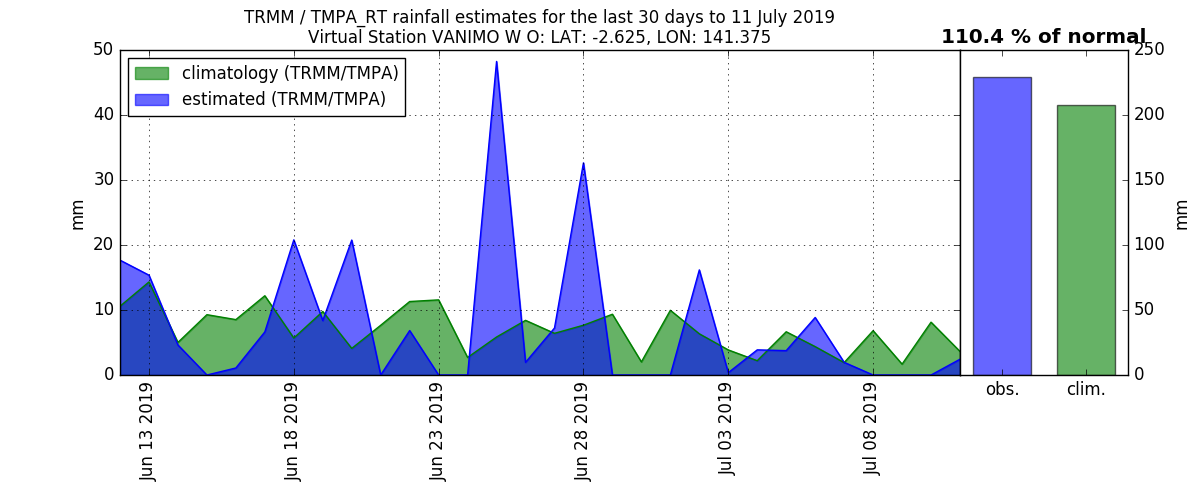 TRMM / TMPA_RT rainfall estimates for the last 30 days to 11 July 2019
Virtual Station VANIMO W O: LAT: -2.625, LON: 141.375
110.4 % of normal
climatology (TRMM/TMPA)
estimated (TRMM/TMPA)
50
40
30
20
10
0
mm
Jun 13 2019
Jun 18 2019
Jun 23 2019
Jun 28 2019
Jul 03 2019
Jul 08 2019
obs.
clim.
250
200
150
100
50
0
mm